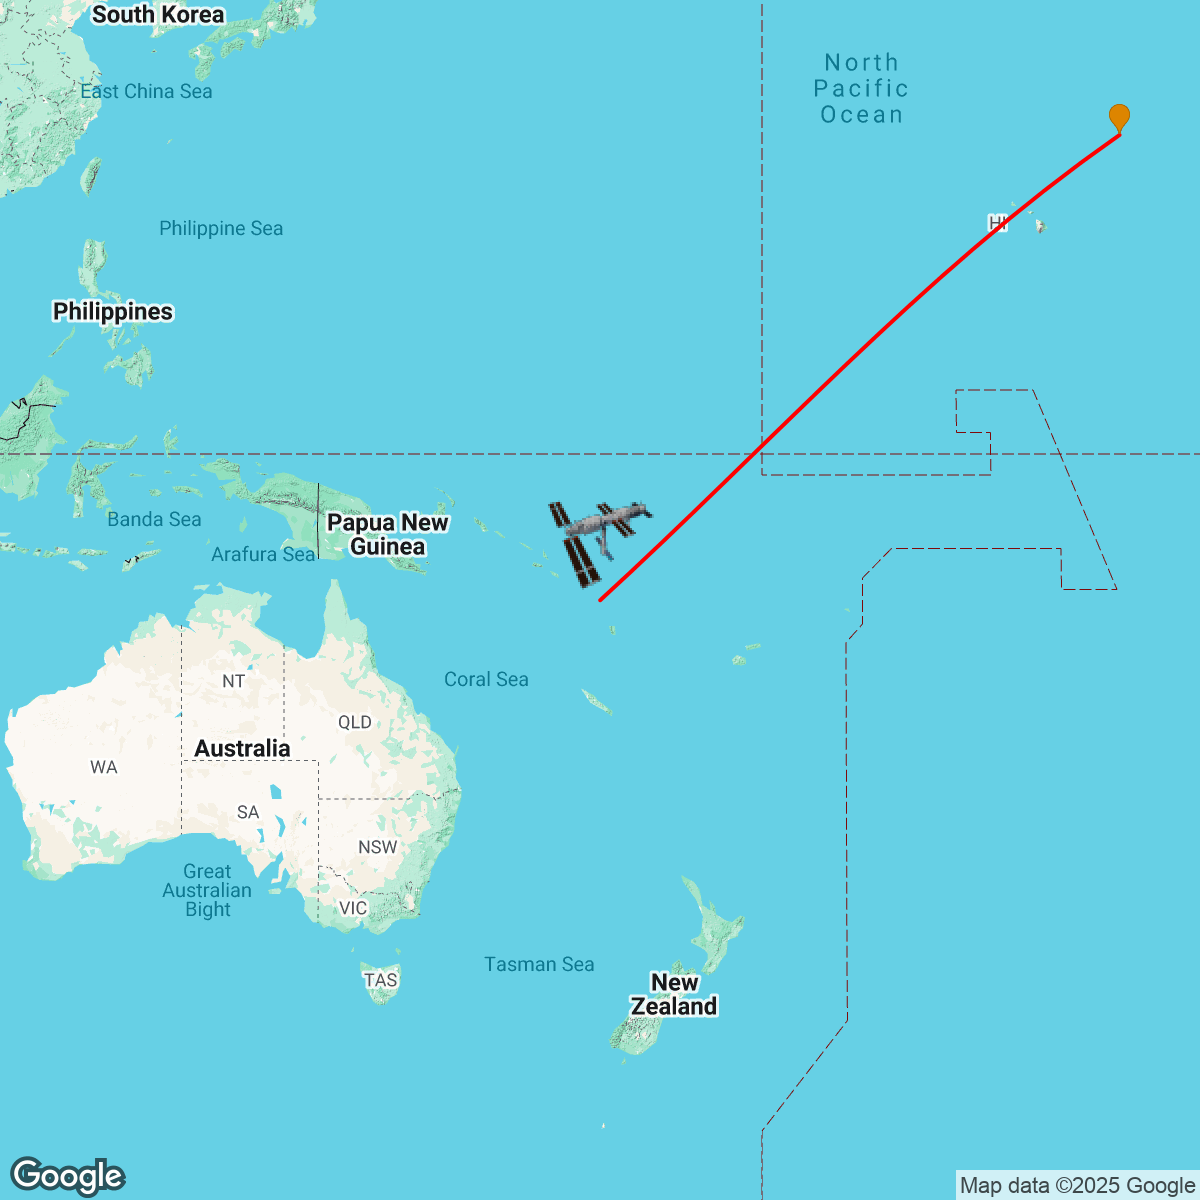 South Korea
East China Sea
North
Pacific
Ocean
HI
Philippine Sea
Philippines
Banda Sea
Papua New
Guinea
Arafura Sea
Coral Sea
NT
QLD
Australia
WA
SA
NSW
Great
Australian
Bight
VIC
Tasman Sea
TAS
New
Zealand
Google
Map data ©2025 Google